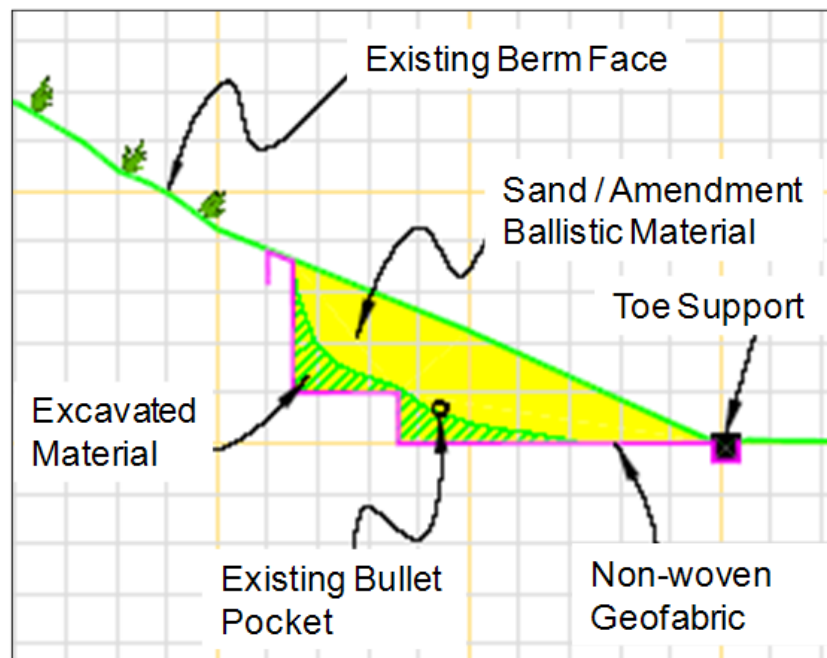 Existing Berm Face
Sand / Amendment
Ballistic Material
Toe Support
Excavated
Material
Existing Bullet
Pocket
Non-woven
Geofabric